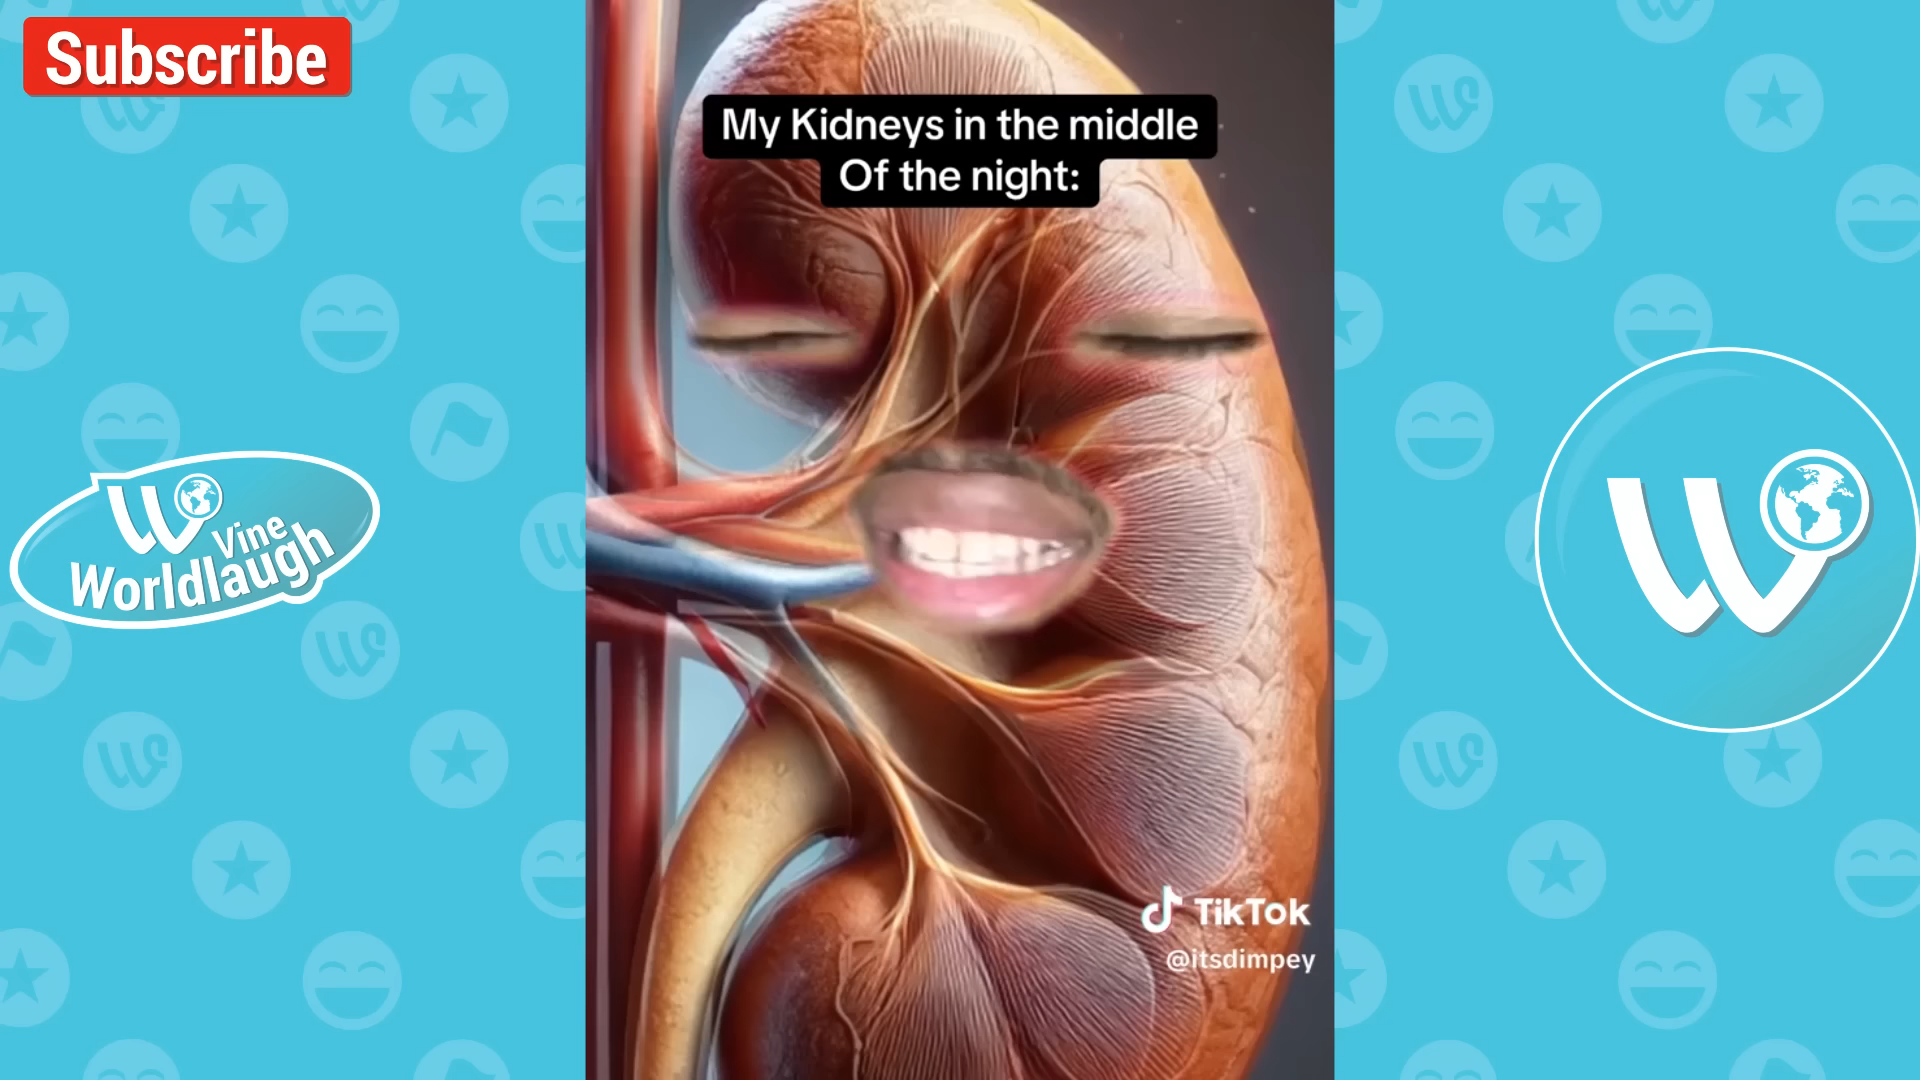 Subscribe
My Kidneys in the middle
Of the night:
Vine
Worldlaugh
W
TikTok
@itsdimpey